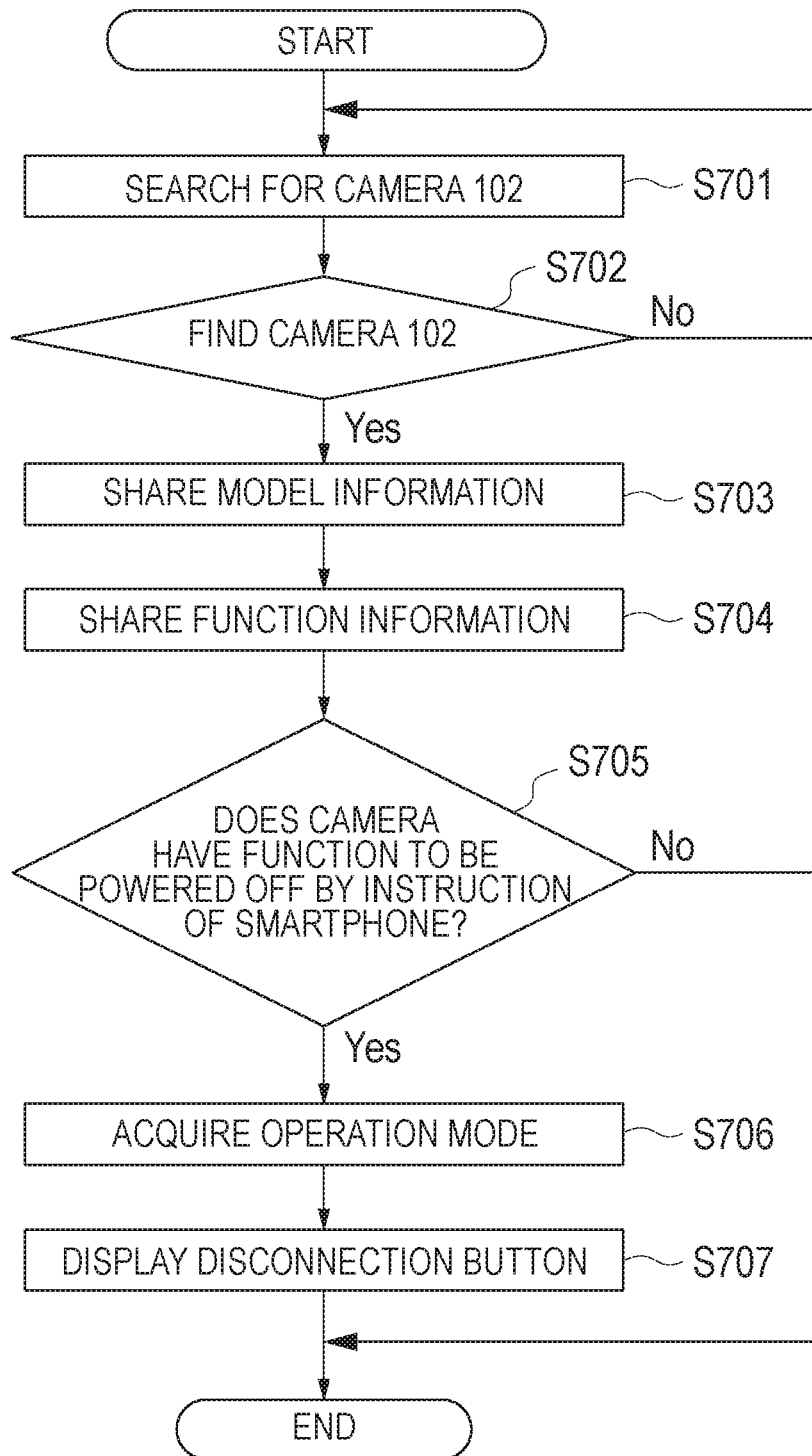 START
SEARCH FOR CAMERA 102
S701
S702
FIND CAMERA 102
No
Yes
SHARE MODEL INFORMATION
S703
SHARE FUNCTION INFORMATION
S704
S705
DOES CAMERA
HAVE FUNCTION TO BE
POWERED OFF BY INSTRUCTION
OF SMARTPHONE?
No
Yes
ACQUIRE OPERATION MODE
S706
DISPLAY DISCONNECTION BUTTON
S707
END